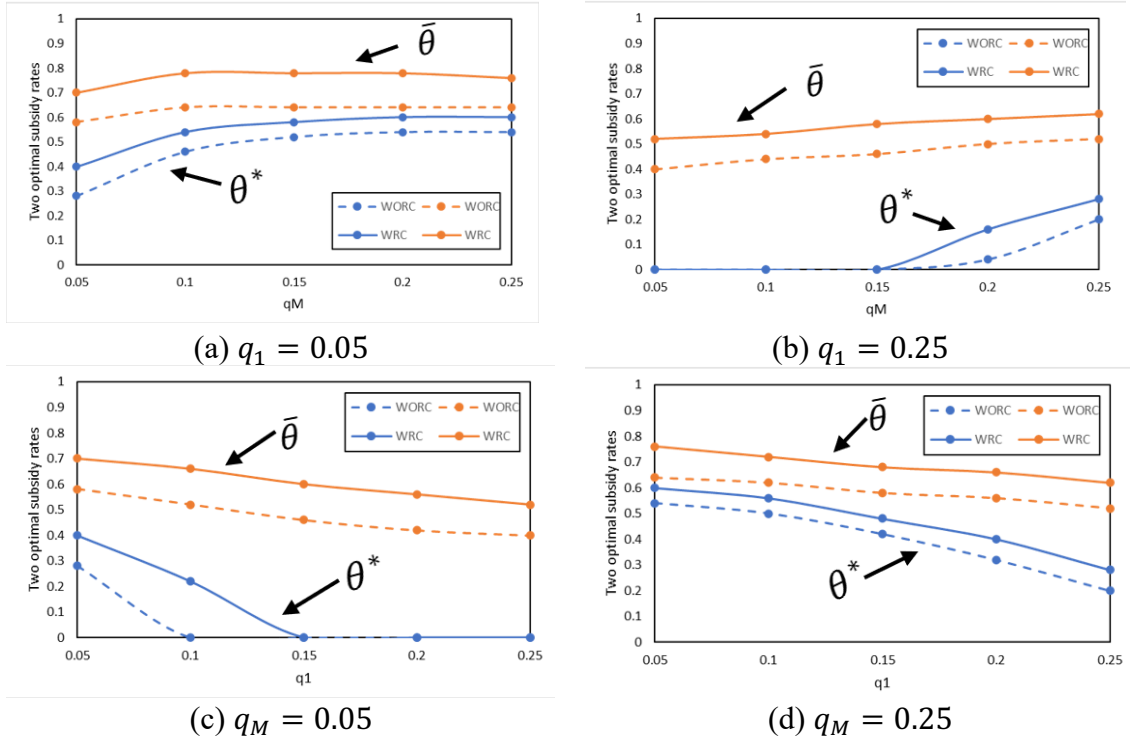 Two optimal subsidy rates
1
0.9
0.8
0.7
0.6
0.5
0.4
0.3
0.2
0.1
0
0.05 0.1 0.15 0.2 0.25
qM
θ̄
θ*
WORC WORC
WRC WRC
(a) q₁ = 0.05
Two optimal subsidy rates
1
0.9
0.8
0.7
0.6
0.5
0.4
0.3
0.2
0.1
0
0.05 0.1 0.15 0.2 0.25
qM
θ̄
θ*
WORC WORC
WRC WRC
(b) q₁ = 0.25
Two optimal subsidy rates
1
0.9
0.8
0.7
0.6
0.5
0.4
0.3
0.2
0.1
0
0.05 0.1 0.15 0.2 0.25
q1
θ̄
θ*
WORC WORC
WRC WRC
(c) q_M = 0.05
Two optimal subsidy rates
1
0.9
0.8
0.7
0.6
0.5
0.4
0.3
0.2
0.1
0
0.05 0.1 0.15 0.2 0.25
q1
θ̄
θ*
WORC WORC
WRC WRC
(d) q_M = 0.25